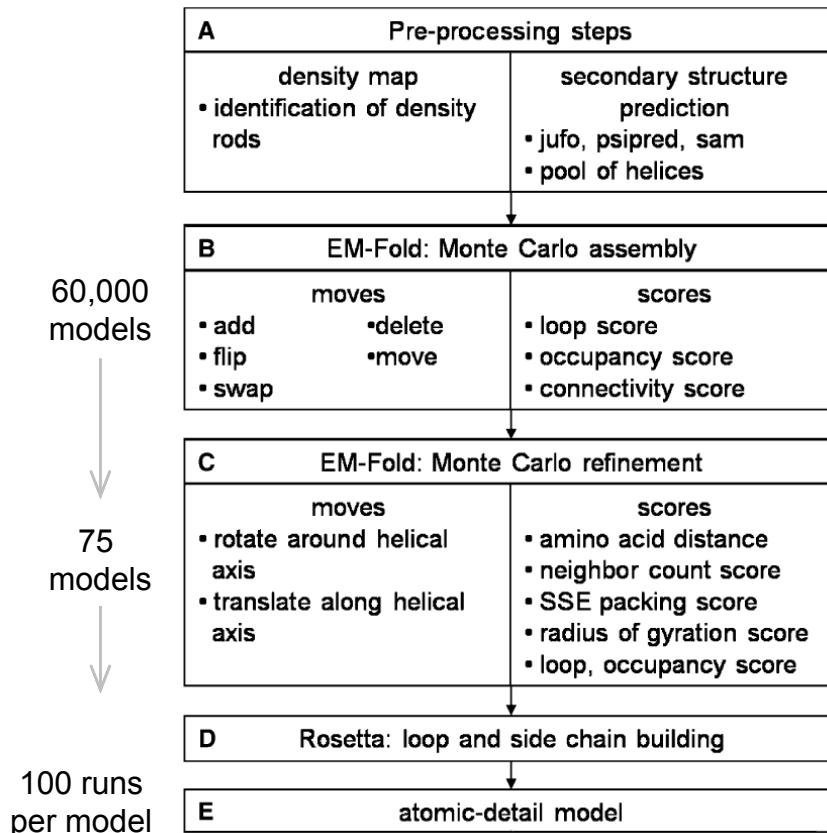 A Pre-processing steps
density map
▪ identification of density
rods
secondary structure
prediction
▪ jufo, psipred, sam
▪ pool of helices
B EM-Fold: Monte Carlo assembly
60,000
models
moves
▪ add •delete
▪ flip •move
▪ swap
scores
▪ loop score
▪ occupancy score
▪ connectivity score
C EM-Fold: Monte Carlo refinement
75
models
moves
▪ rotate around helical
axis
▪ translate along helical
axis
scores
▪ amino acid distance
▪ neighbor count score
▪ SSE packing score
▪ radius of gyration score
▪ loop, occupancy score
D Rosetta: loop and side chain building
100 runs
per model
E atomic-detail model